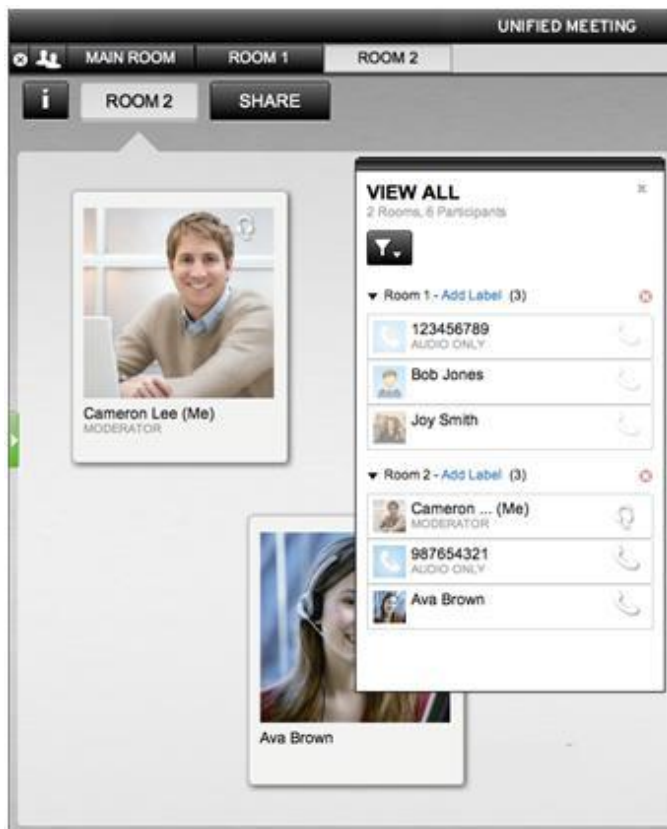 UNIFIED MEETING
MAIN ROOM ROOM 1 ROOM 2
i ROOM 2 SHARE
Cameron Lee (Me)
MODERATOR
Ava Brown
VIEW ALL
2 Rooms, 6 Participants
Room 1 - Add Label (3)
123456789
AUDIO ONLY
Bob Jones
Joy Smith
Room 2 - Add Label (3)
Cameron ... (Me)
MODERATOR
987654321
AUDIO ONLY
Ava Brown